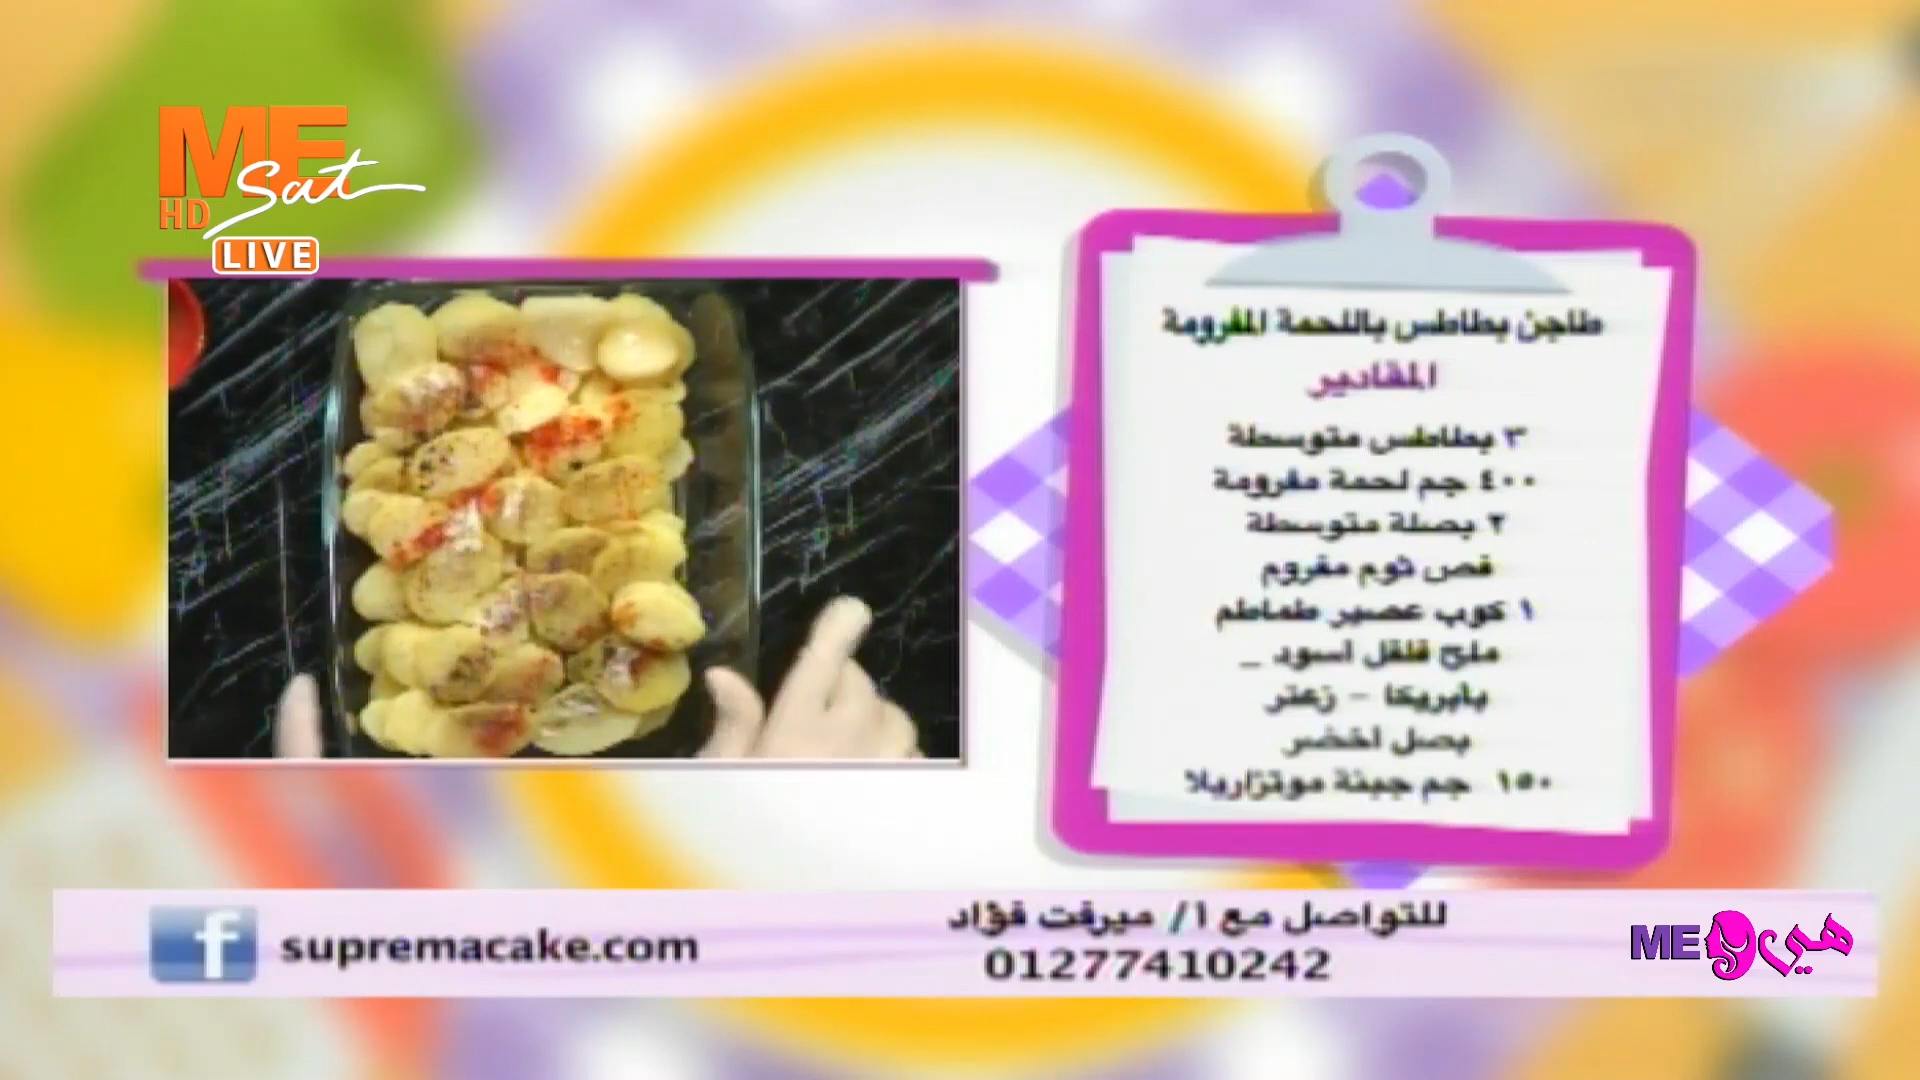 ME Sat
HD
LIVE
طاجن بطاطس باللحمة المفرومة
المقادير
٣ بطاطس متوسطة
٤٠٠ جم لحمة مفرومة
٢ بصلة متوسطة
فص ثوم مفروم
١ كوب عصير طماطم
ملح فلفل اسود _
بابريكا - زعتر
بصل اخضر
١٥٠ جم جبنة موتزاريلا
f supremacake.com
للتواصل مع ا/ ميرفت فؤاد
01277410242
ME هي